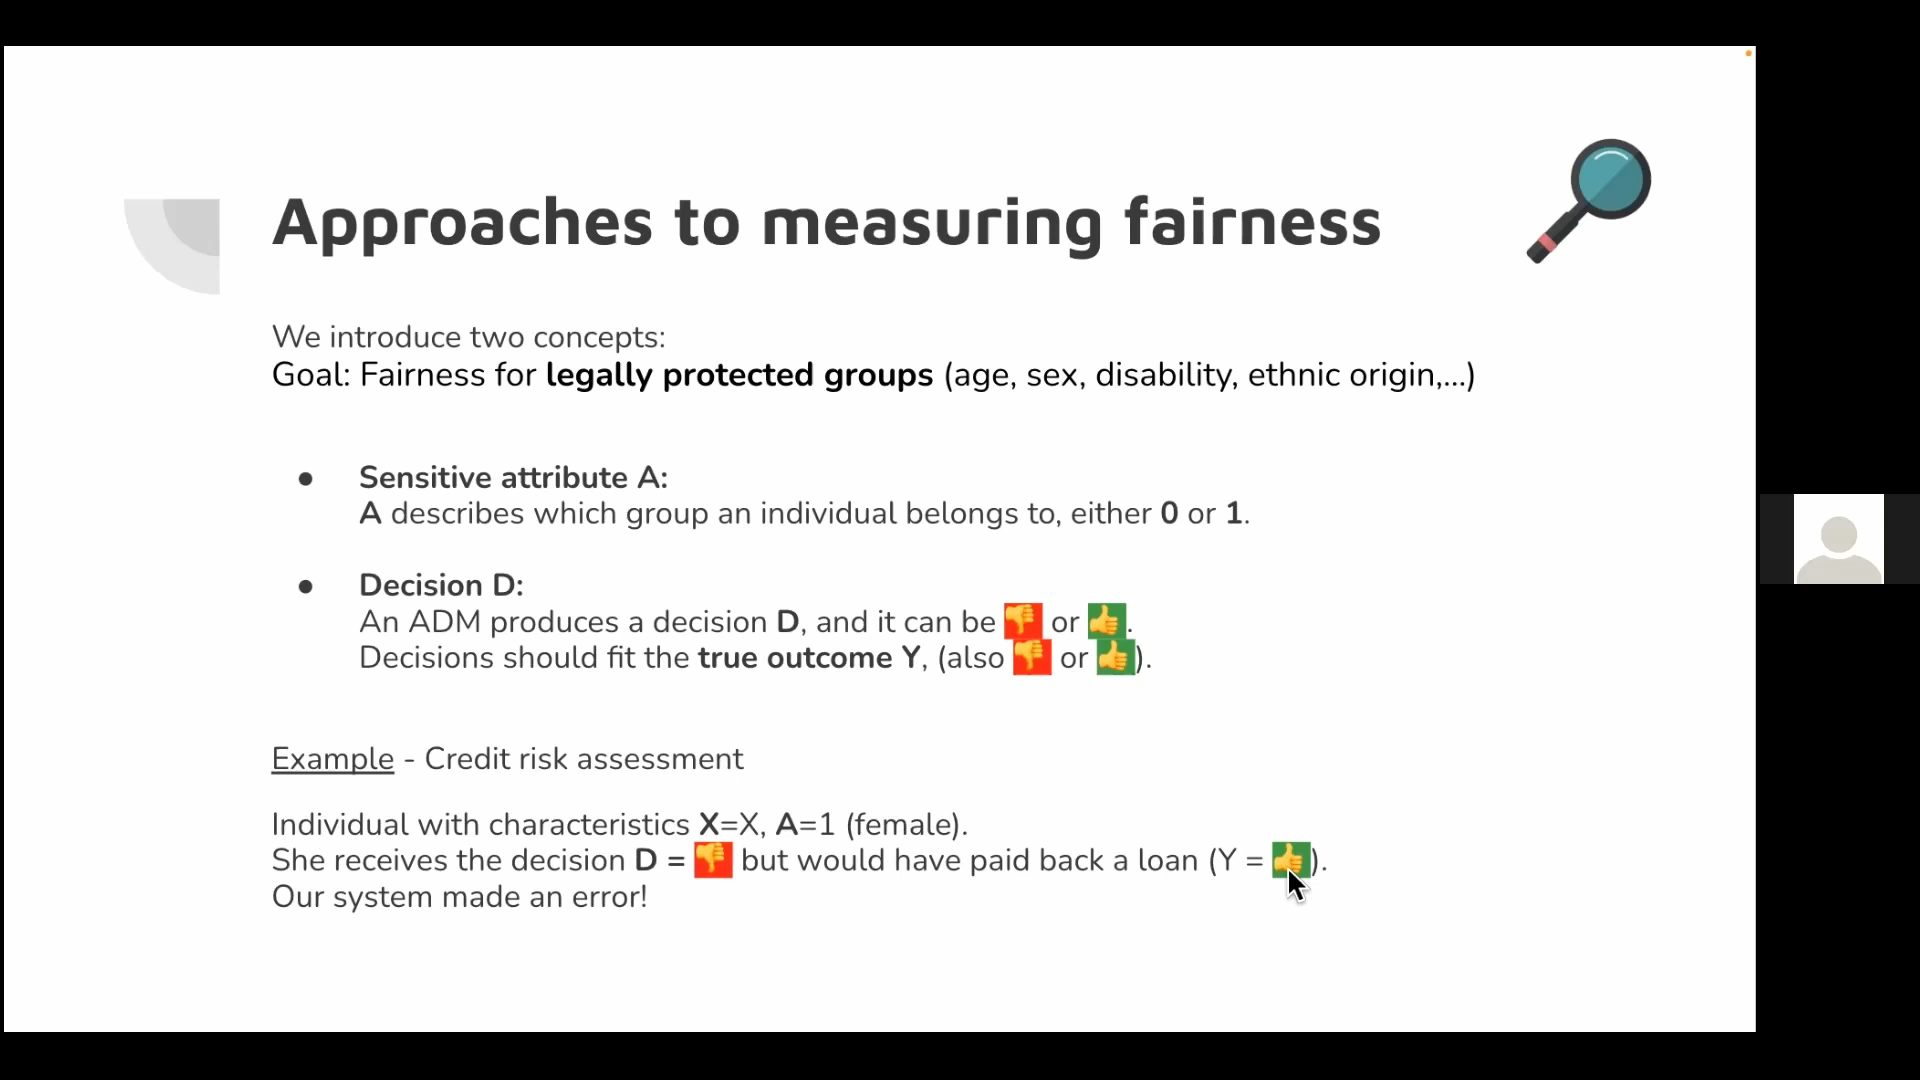 Approaches to measuring fairness
We introduce two concepts:
Goal: Fairness for legally protected groups (age, sex, disability, ethnic origin,...)
● Sensitive attribute A:
A describes which group an individual belongs to, either 0 or 1.
● Decision D:
An ADM produces a decision D, and it can be 👎 or 👍.
Decisions should fit the true outcome Y, (also 👎 or 👍).
Example - Credit risk assessment
Individual with characteristics X=X, A=1 (female).
She receives the decision D = 👎 but would have paid back a loan (Y = 👍).
Our system made an error!